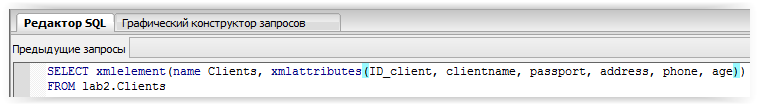 Редактор SQL Графический конструктор запросов
Предыдущие запросы
SELECT xmlelement(name Clients, xmlattributes(ID_client, clientname, passport, address, phone, age))
FROM lab2.Clients